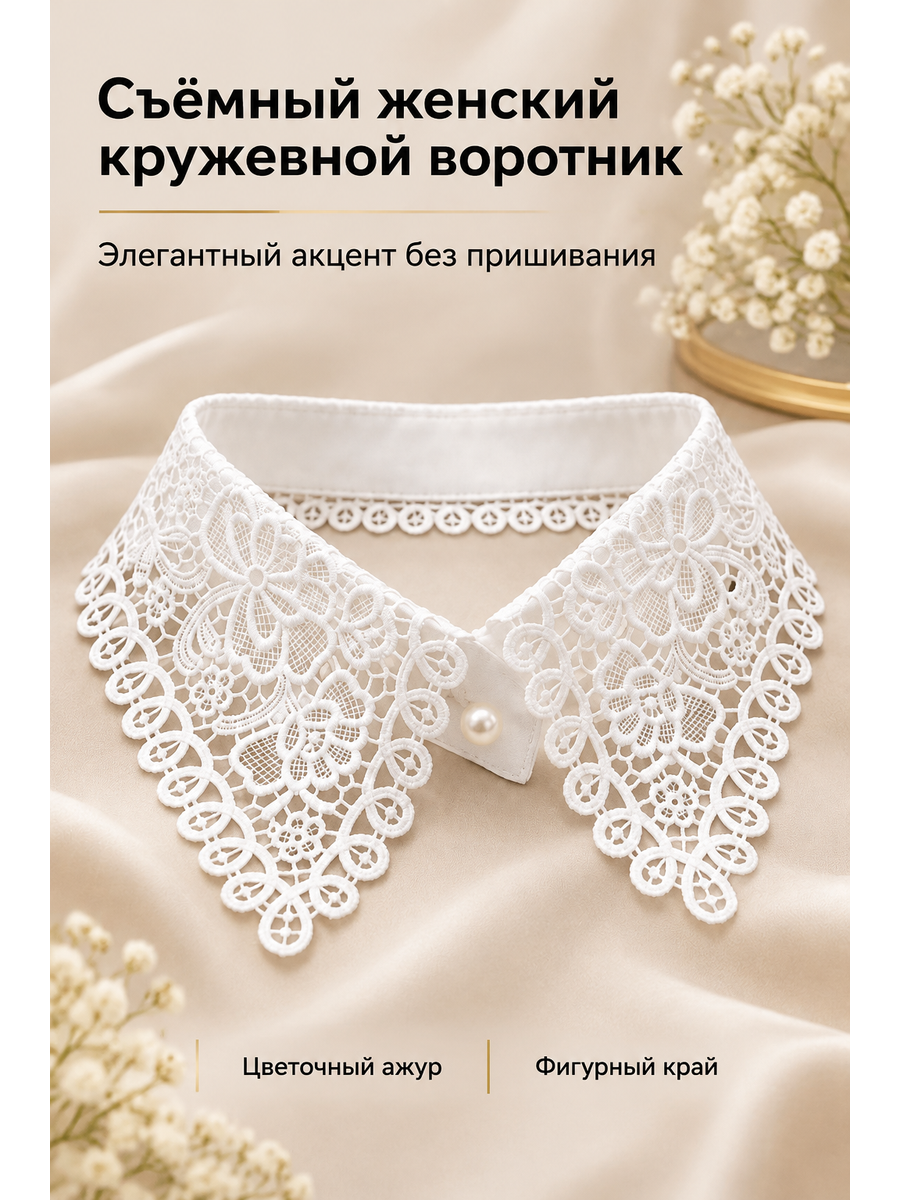 Съёмный женский
кружевной воротник
Элегантный акцент без пришивания
Цветочный ажур
Фигурный край